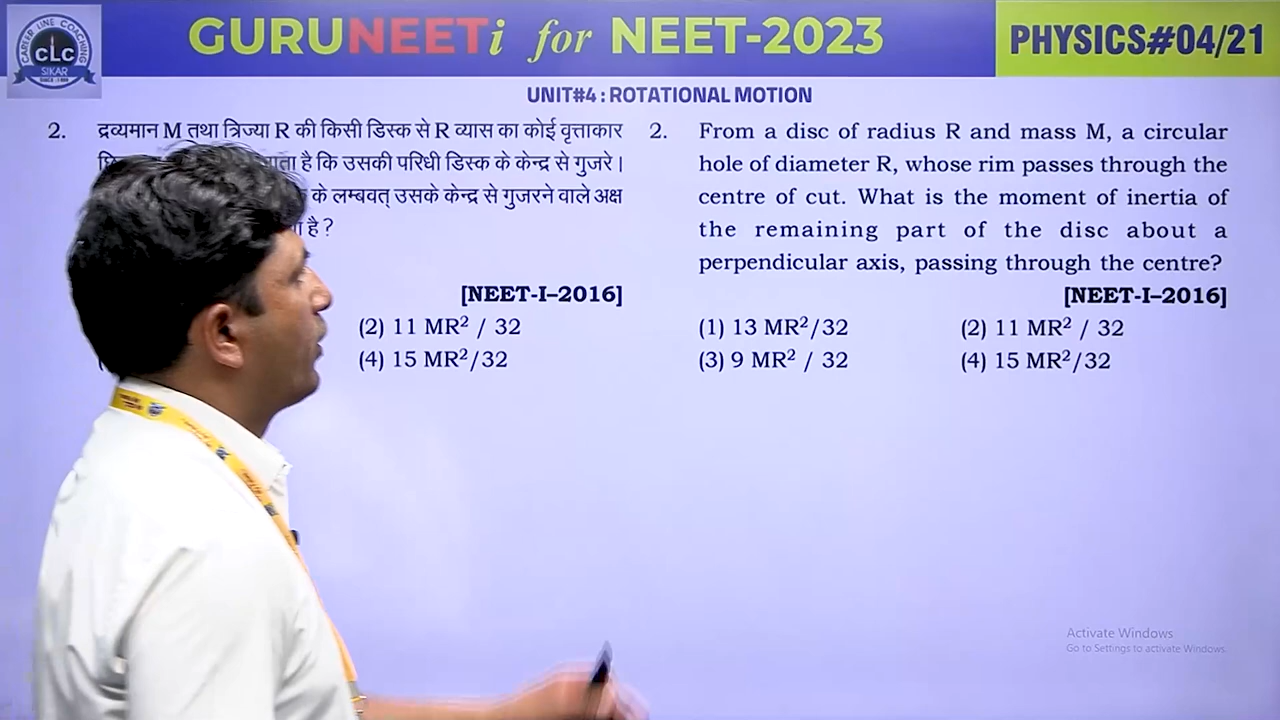 CAREER LINE COACHING
CLC
SIKAR
SINCE : 1996
GURUNEETi for NEET-2023
PHYSICS#04/21
UNIT#4 : ROTATIONAL MOTION
2. द्रव्यमान M तथा त्रिज्या R की किसी डिस्क से R व्यास का कोई वृत्ताकार
है कि उसकी परिधी डिस्क के केन्द्र से गुजरे।
के लम्बवत् उसके केन्द्र से गुजरने वाले अक्ष
है ?
[NEET-I–2016]
(2) 11 MR² / 32
(4) 15 MR²/32
2. From a disc of radius R and mass M, a circular
hole of diameter R, whose rim passes through the
centre of cut. What is the moment of inertia of
the remaining part of the disc about a
perpendicular axis, passing through the centre?
[NEET-I–2016]
(1) 13 MR²/32 (2) 11 MR² / 32
(3) 9 MR² / 32 (4) 15 MR²/32
Activate Windows
Go to Settings to activate Windows.